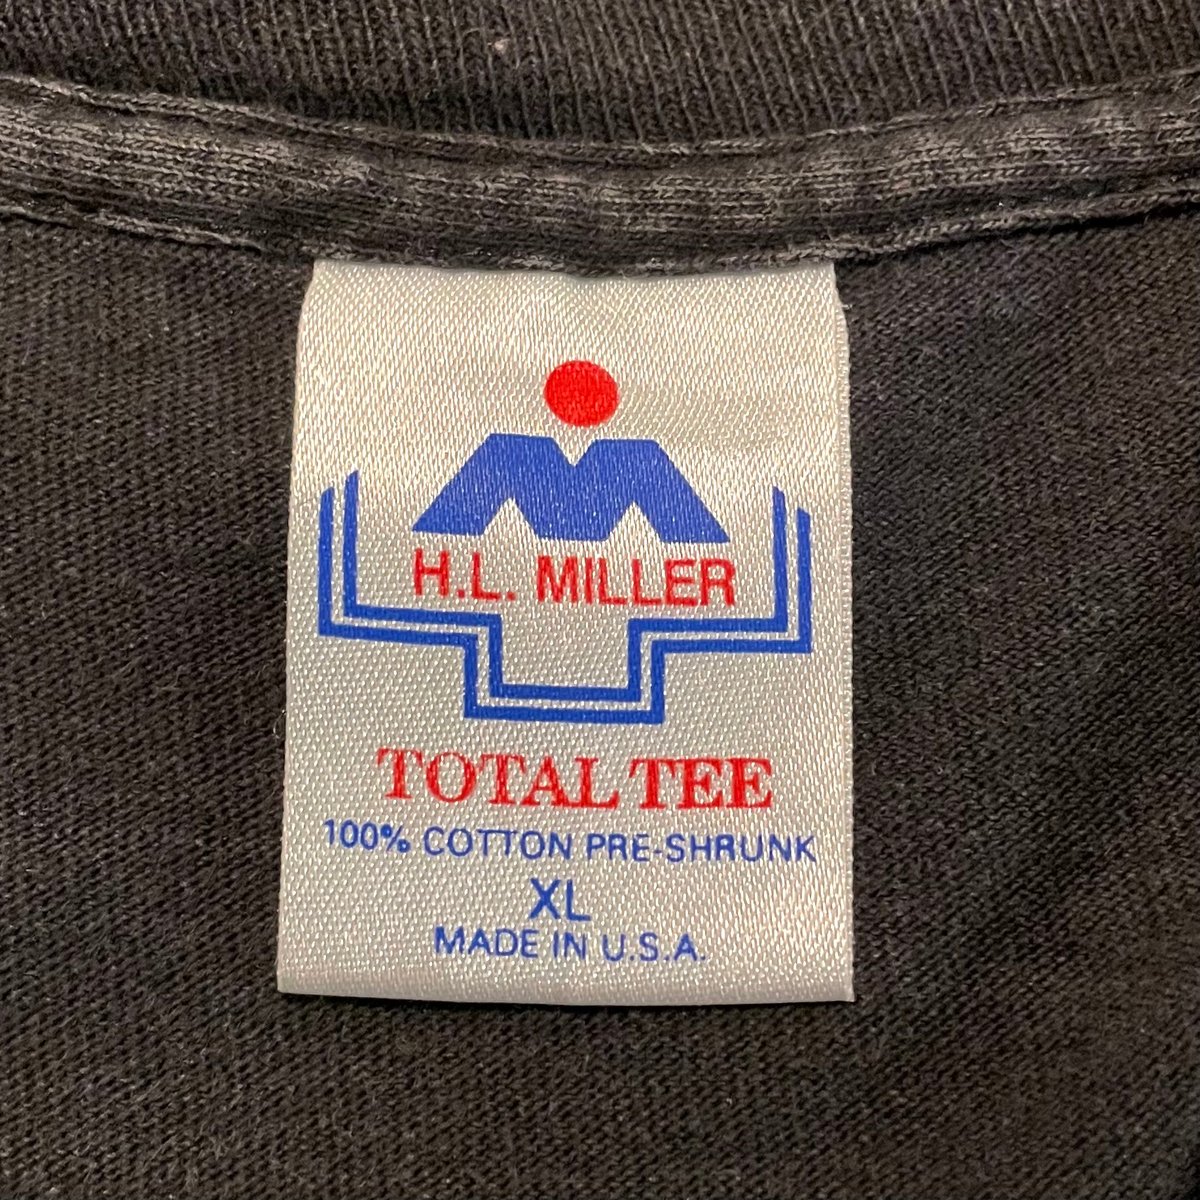 H.L. MILLER
TOTAL TEE
100% COTTON PRE-SHRUNK
XL
MADE IN U.S.A.